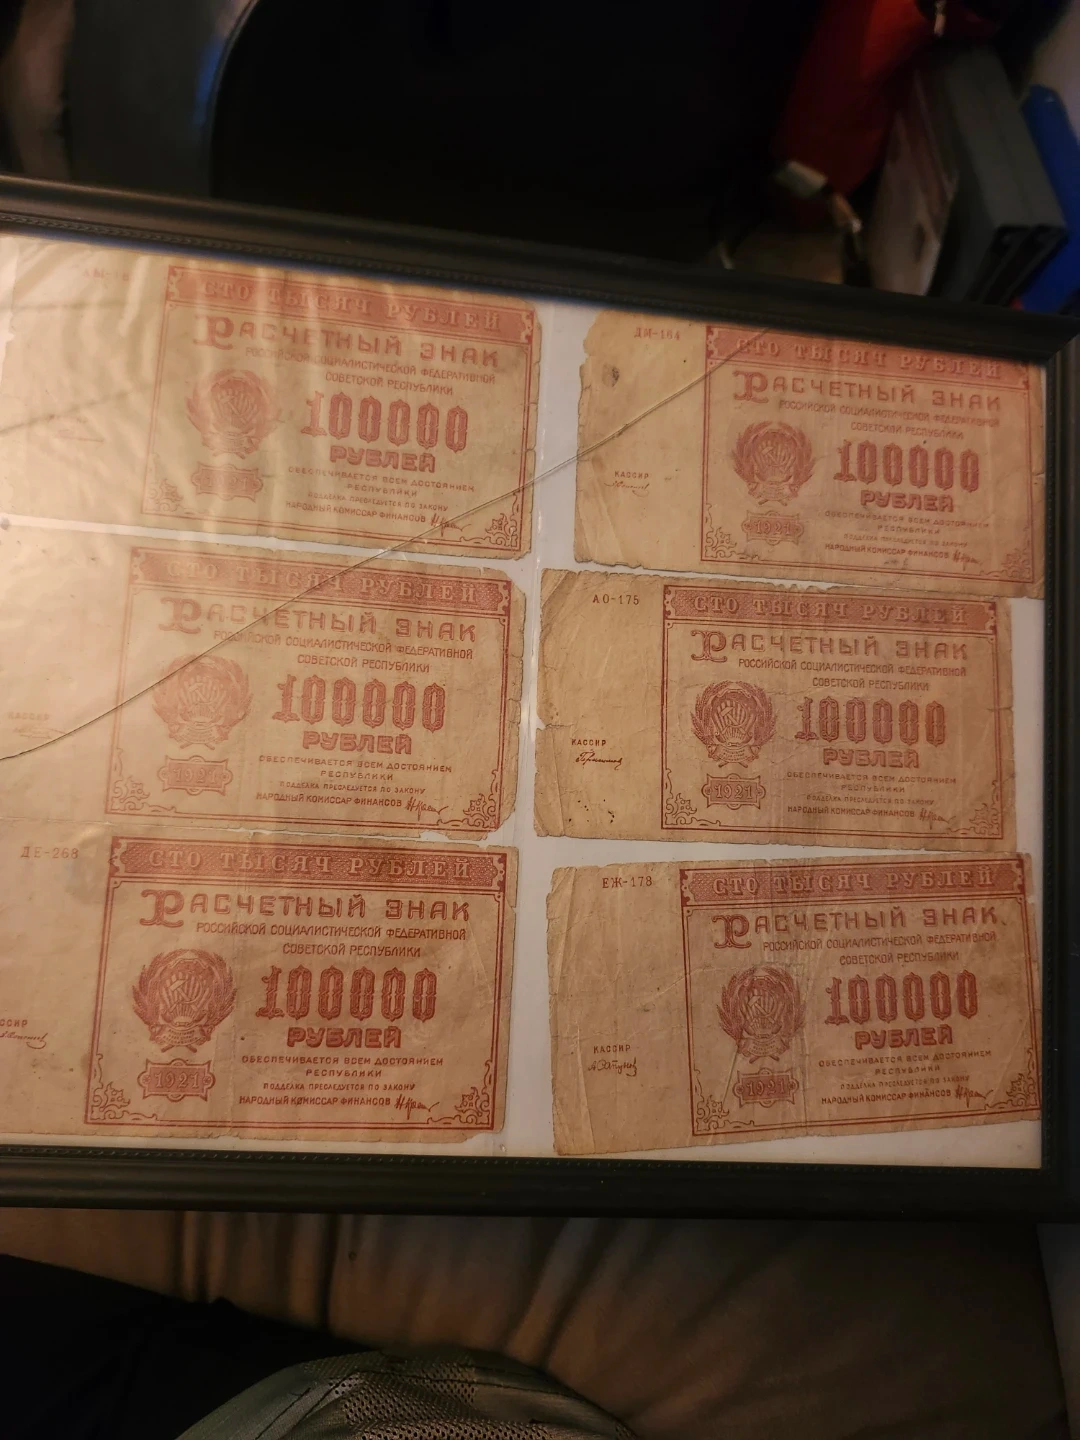 СТО ТЫСЯЧ РУБЛЕЙ
РАСЧЕТНЫЙ ЗНАК
РОССИЙСКОЙ СОЦИАЛИСТИЧЕСКОЙ ФЕДЕРАТИВНОЙ
СОВЕТСКОЙ РЕСПУБЛИКИ
100000
РУБЛЕЙ
1921
ОБЕСПЕЧИВАЕТСЯ ВСЕМ ДОСТОЯНИЕМ
РЕСПУБЛИКИ
ПОДДЕЛКА ПРЕСЛЕДУЕТСЯ ПО ЗАКОНУ
НАРОДНЫЙ КОМИССАР ФИНАНСОВ
ДИ-164
СТО ТЫСЯЧ РУБЛЕЙ
РАСЧЕТНЫЙ ЗНАК
РОССИЙСКОЙ СОЦИАЛИСТИЧЕСКОЙ ФЕДЕРАТИВНОЙ
СОВЕТСКОЙ РЕСПУБЛИКИ
100000
РУБЛЕЙ
КАССИР
1921
ОБЕСПЕЧИВАЕТСЯ ВСЕМ ДОСТОЯНИЕМ
РЕСПУБЛИКИ
ПОДДЕЛКА ПРЕСЛЕДУЕТСЯ ПО ЗАКОНУ
НАРОДНЫЙ КОМИССАР ФИНАНСОВ
СТО ТЫСЯЧ РУБЛЕЙ
РАСЧЕТНЫЙ ЗНАК
РОССИЙСКОЙ СОЦИАЛИСТИЧЕСКОЙ ФЕДЕРАТИВНОЙ
СОВЕТСКОЙ РЕСПУБЛИКИ
100000
РУБЛЕЙ
КАССИР
1921
ОБЕСПЕЧИВАЕТСЯ ВСЕМ ДОСТОЯНИЕМ
РЕСПУБЛИКИ
ПОДДЕЛКА ПРЕСЛЕДУЕТСЯ ПО ЗАКОНУ
НАРОДНЫЙ КОМИССАР ФИНАНСОВ
АО-175
СТО ТЫСЯЧ РУБЛЕЙ
РАСЧЕТНЫЙ ЗНАК
РОССИЙСКОЙ СОЦИАЛИСТИЧЕСКОЙ ФЕДЕРАТИВНОЙ
СОВЕТСКОЙ РЕСПУБЛИКИ
100000
РУБЛЕЙ
КАССИР
1921
ОБЕСПЕЧИВАЕТСЯ ВСЕМ ДОСТОЯНИЕМ
РЕСПУБЛИКИ
ПОДДЕЛКА ПРЕСЛЕДУЕТСЯ ПО ЗАКОНУ
НАРОДНЫЙ КОМИССАР ФИНАНСОВ
ДЕ-268
СТО ТЫСЯЧ РУБЛЕЙ
РАСЧЕТНЫЙ ЗНАК
РОССИЙСКОЙ СОЦИАЛИСТИЧЕСКОЙ ФЕДЕРАТИВНОЙ
СОВЕТСКОЙ РЕСПУБЛИКИ
100000
РУБЛЕЙ
ССИР
1921
ОБЕСПЕЧИВАЕТСЯ ВСЕМ ДОСТОЯНИЕМ
РЕСПУБЛИКИ
ПОДДЕЛКА ПРЕСЛЕДУЕТСЯ ПО ЗАКОНУ
НАРОДНЫЙ КОМИССАР ФИНАНСОВ
ЕЖ-178
СТО ТЫСЯЧ РУБЛЕЙ
РАСЧЕТНЫЙ ЗНАК
РОССИЙСКОЙ СОЦИАЛИСТИЧЕСКОЙ ФЕДЕРАТИВНОЙ
СОВЕТСКОЙ РЕСПУБЛИКИ
100000
РУБЛЕЙ
КАССИР
1921
ОБЕСПЕЧИВАЕТСЯ ВСЕМ ДОСТОЯНИЕМ
РЕСПУБЛИКИ
ПОДДЕЛКА ПРЕСЛЕДУЕТСЯ ПО ЗАКОНУ
НАРОДНЫЙ КОМИССАР ФИНАНСОВ